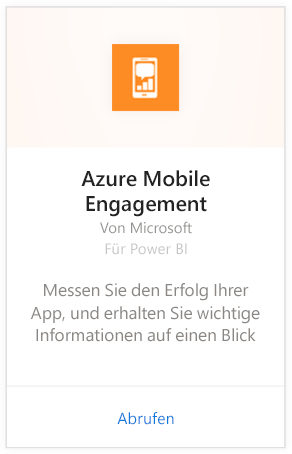 Azure Mobile
Engagement
Von Microsoft
Für Power BI
Messen Sie den Erfolg Ihrer
App, und erhalten Sie wichtige
Informationen auf einen Blick
Abrufen